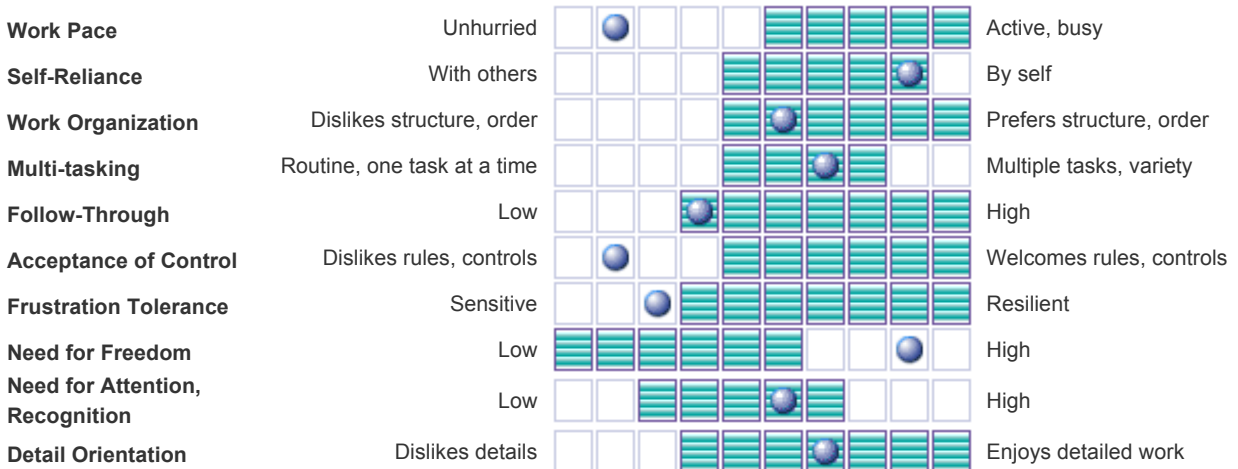 Work Pace Unhurried Active, busy
Self-Reliance With others By self
Work Organization Dislikes structure, order Prefers structure, order
Multi-tasking Routine, one task at a time Multiple tasks, variety
Follow-Through Low High
Acceptance of Control Dislikes rules, controls Welcomes rules, controls
Frustration Tolerance Sensitive Resilient
Need for Freedom Low High
Need for Attention,
Recognition Low High
Detail Orientation Dislikes details Enjoys detailed work